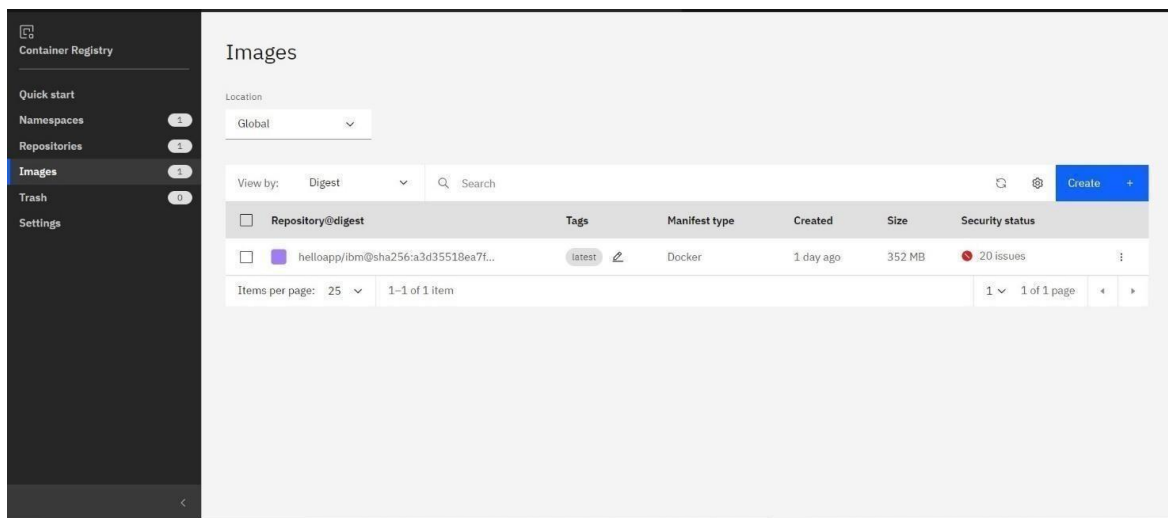 Container Registry
Quick start
Namespaces 1
Repositories 1
Images 1
Trash 0
Settings
Images
Location
Global
View by: Digest Search Create +
Repository@digest Tags Manifest type Created Size Security status
helloapp/ibm@sha256:a3d35518ea7f... latest Docker 1 day ago 352 MB 20 issues
Items per page: 25 1–1 of 1 item 1 1 of 1 page